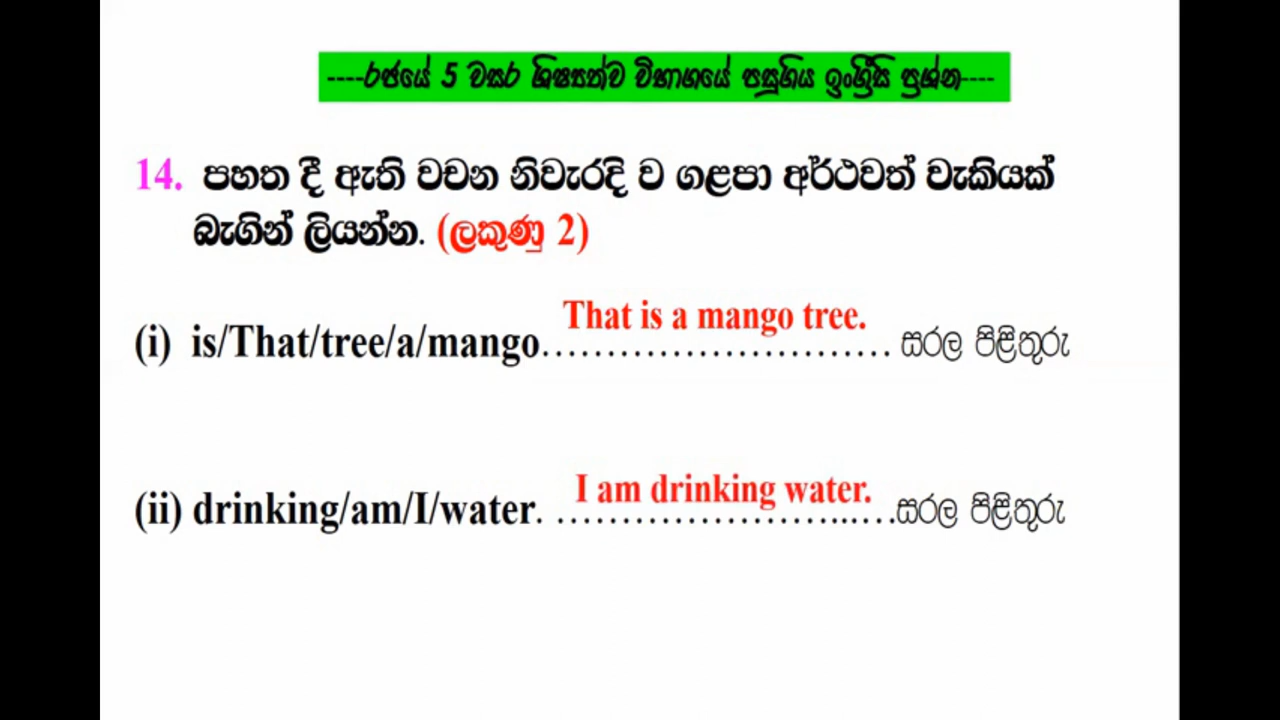 ----රජයේ 5 වසර ශිෂ්‍යත්ව විභාගයේ පසුගිය ඉංග්‍රීසි ප්‍රශ්න----
14. පහත දී ඇති වචන නිවැරදි ව ගළපා අර්ථවත් වැකියක්
බැගින් ලියන්න. (ලකුණු 2)
That is a mango tree.
(i) is/That/tree/a/mango………………………… සරල පිළිතුරු
I am drinking water.
(ii) drinking/am/I/water. …………………...….සරල පිළිතුරු